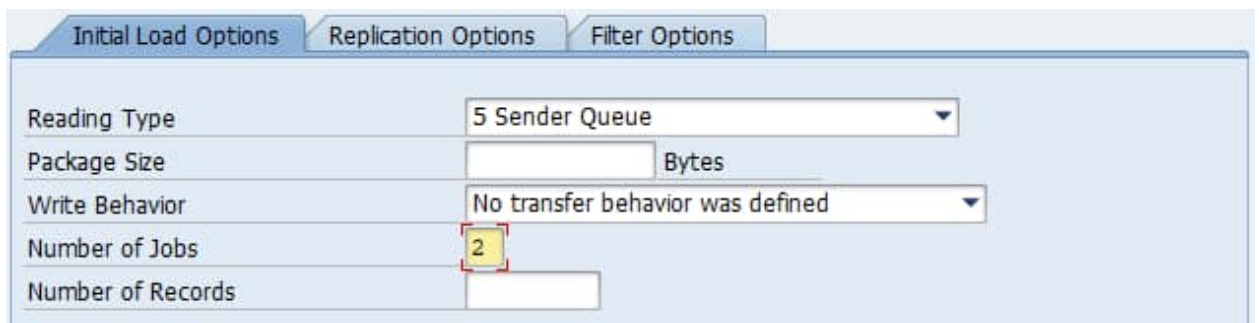 Initial Load Options Replication Options Filter Options
Reading Type 5 Sender Queue
Package Size Bytes
Write Behavior No transfer behavior was defined
Number of Jobs 2
Number of Records